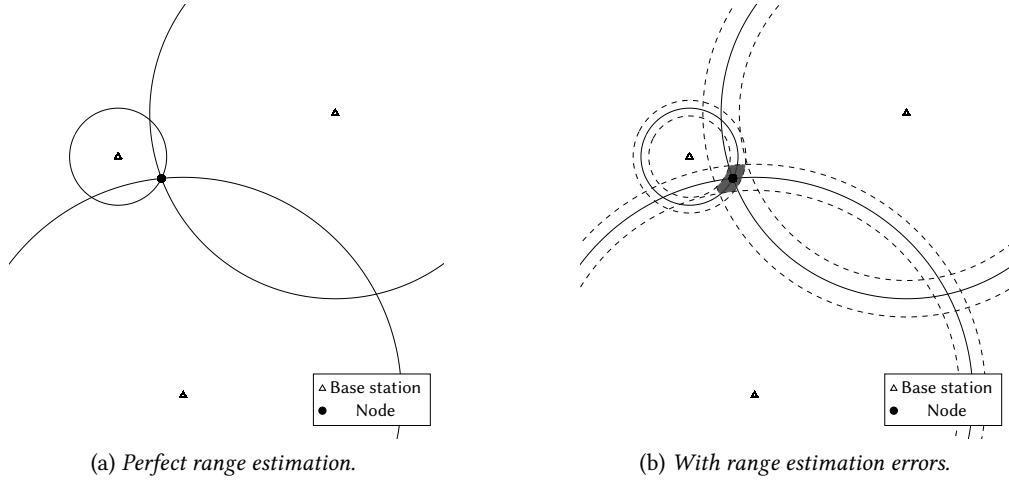 Base station
Node
Base station
Node
(a) Perfect range estimation.
(b) With range estimation errors.